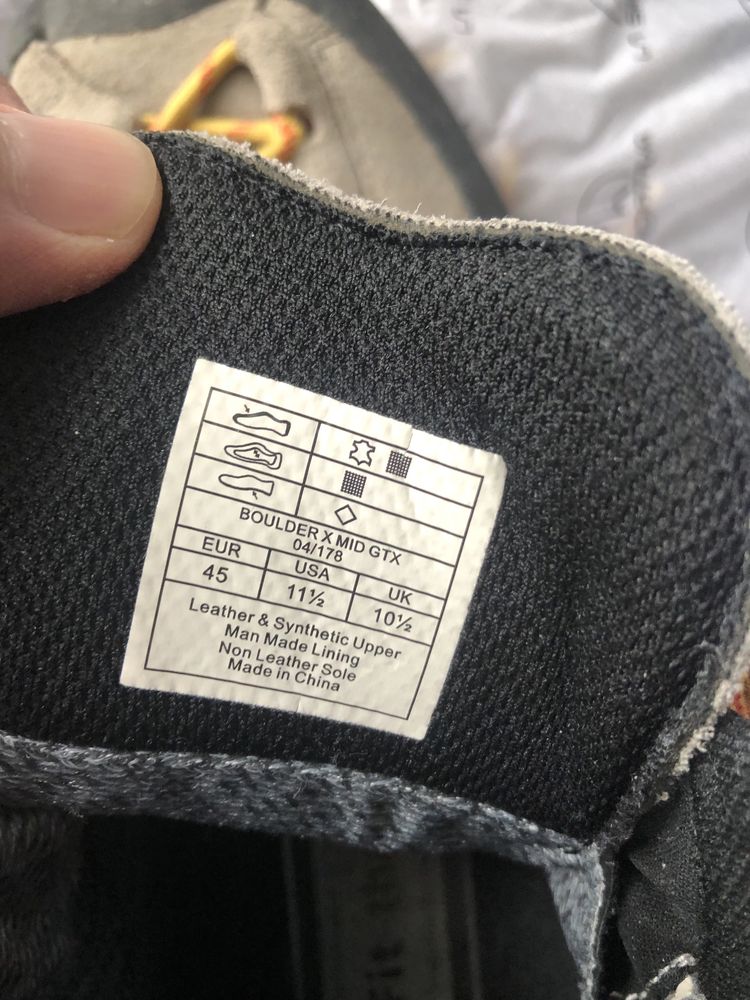 BOULDER X MID GTX
04/178
EUR USA UK
45 11½ 10½
Leather & Synthetic Upper
Man Made Lining
Non Leather Sole
Made in China
Fit